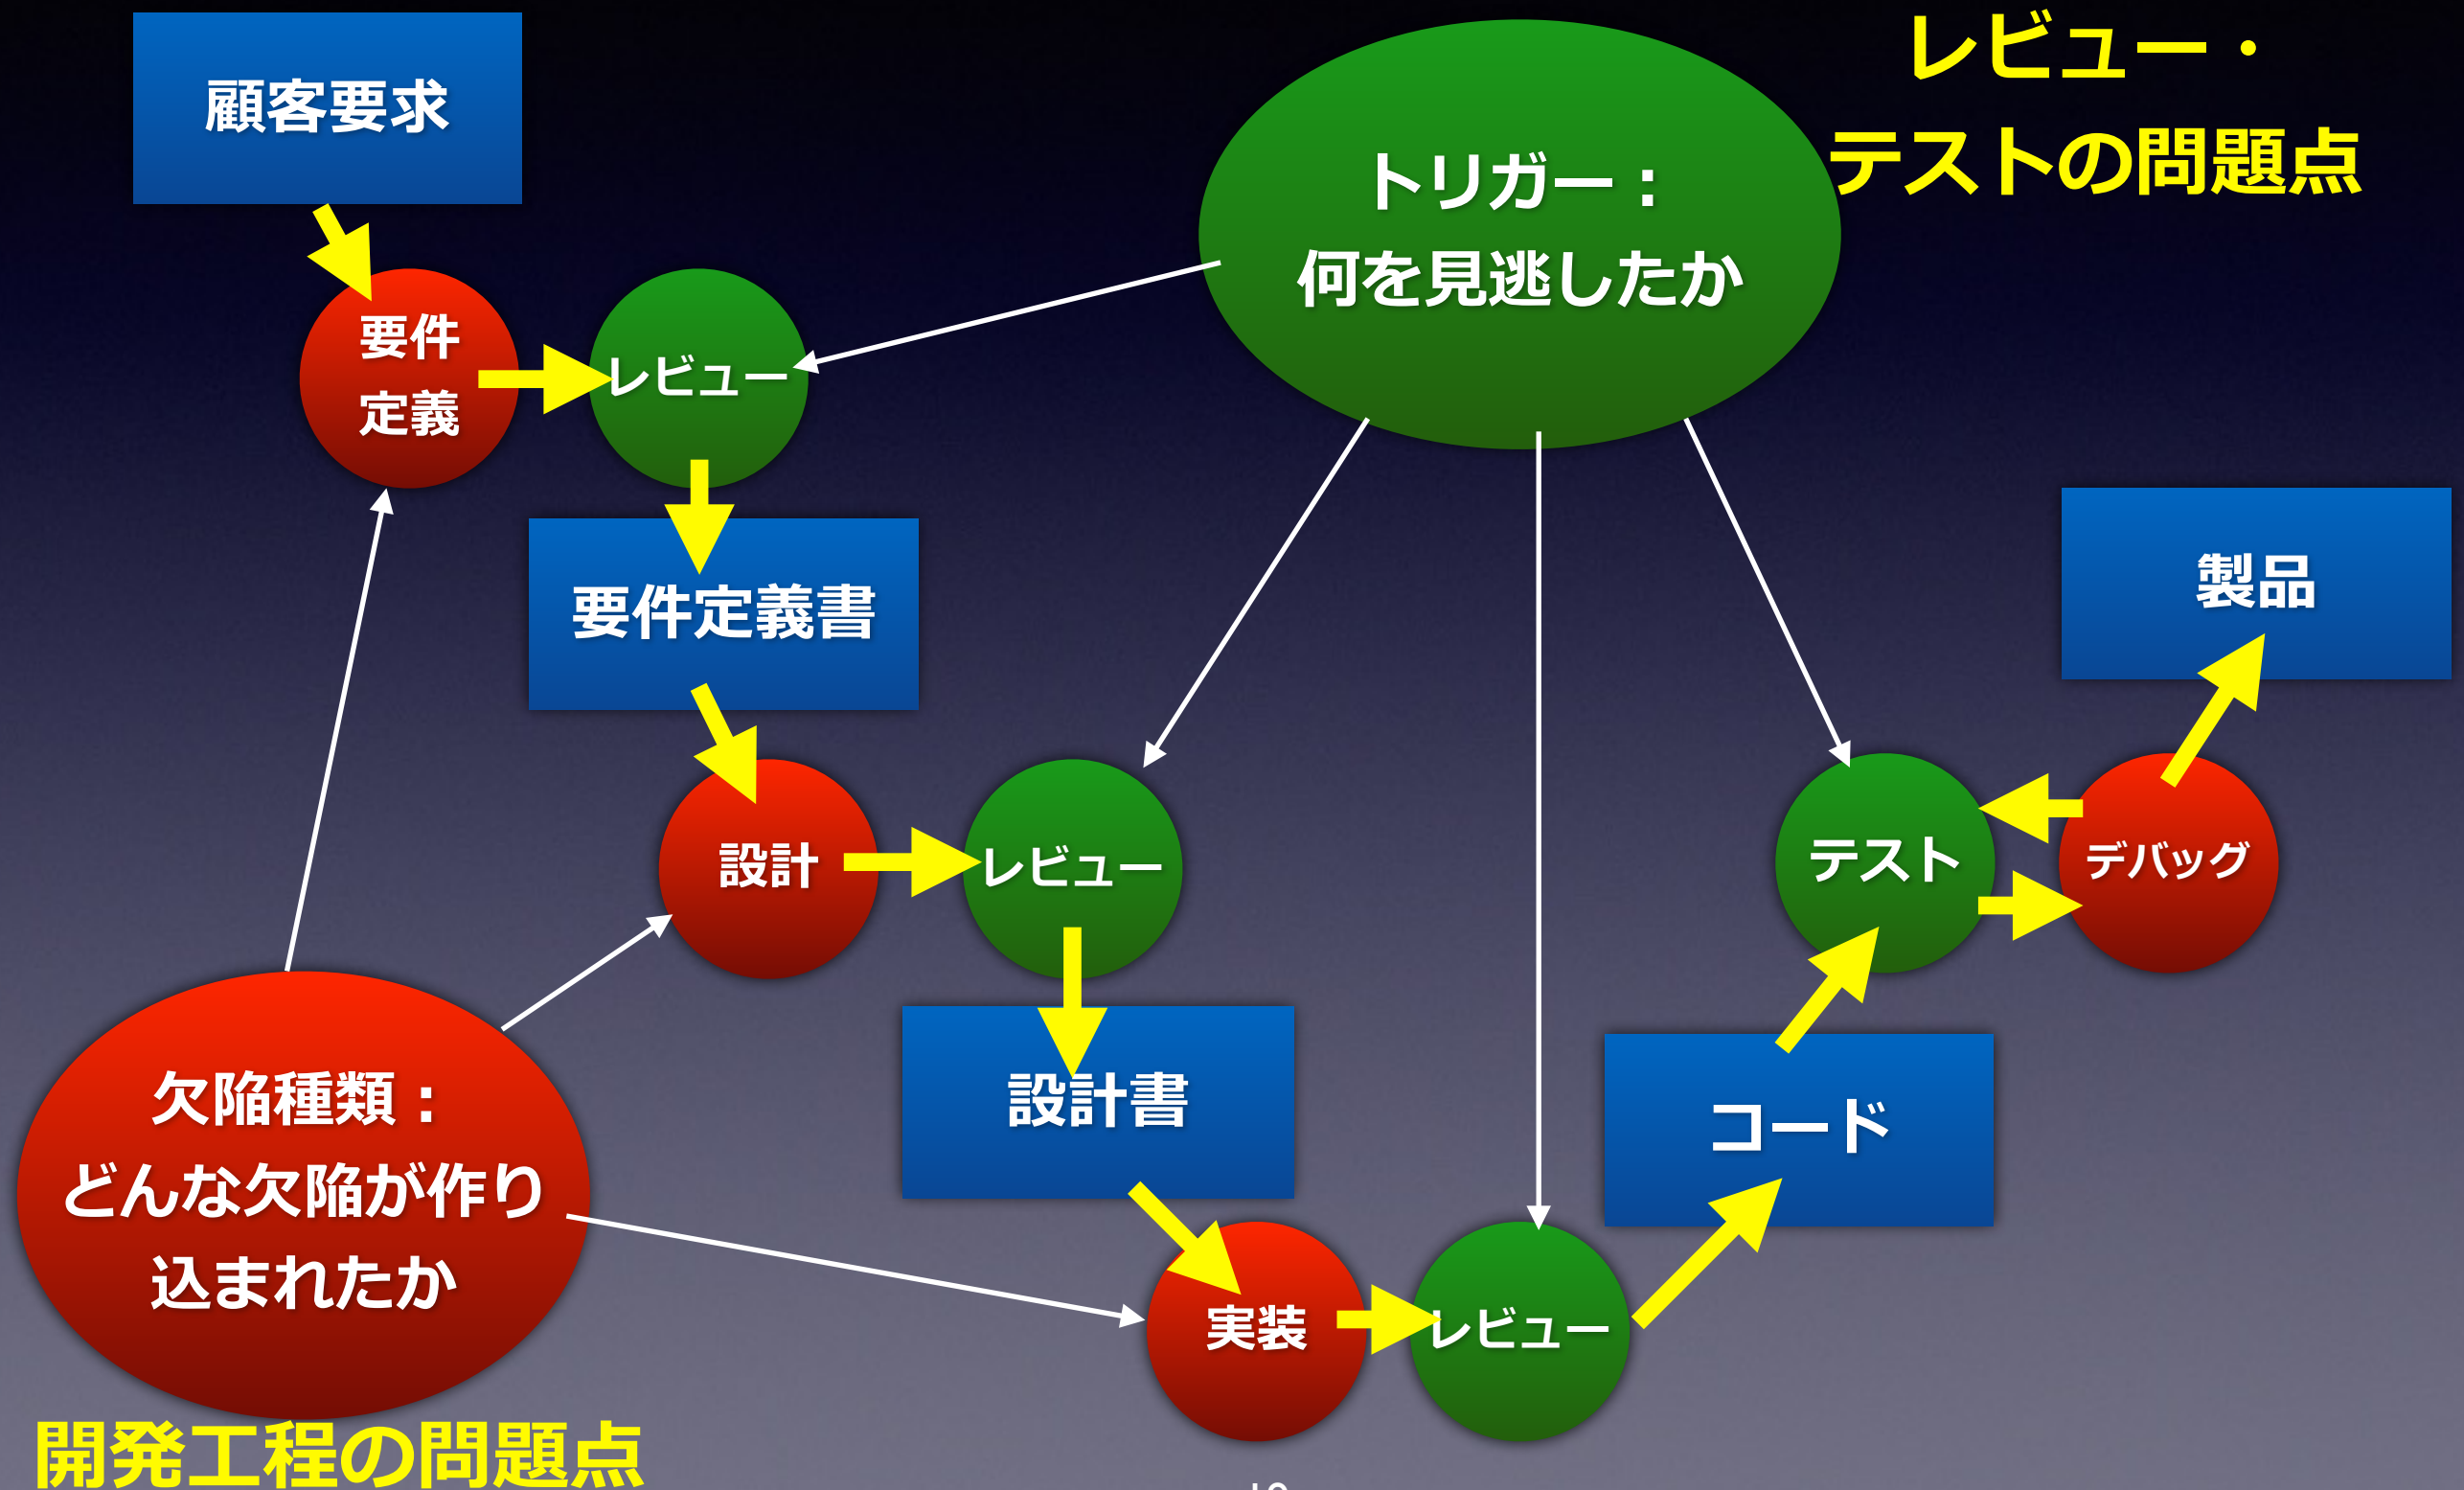 顧客要求
レビュー・
テストの問題点
トリガー：
何を見逃したか
要件
定義
レビュー
要件定義書
製品
設計
レビュー
テスト
デバッグ
欠陥種類：
どんな欠陥が作り
込まれたか
設計書
コード
実装
レビュー
開発工程の問題点